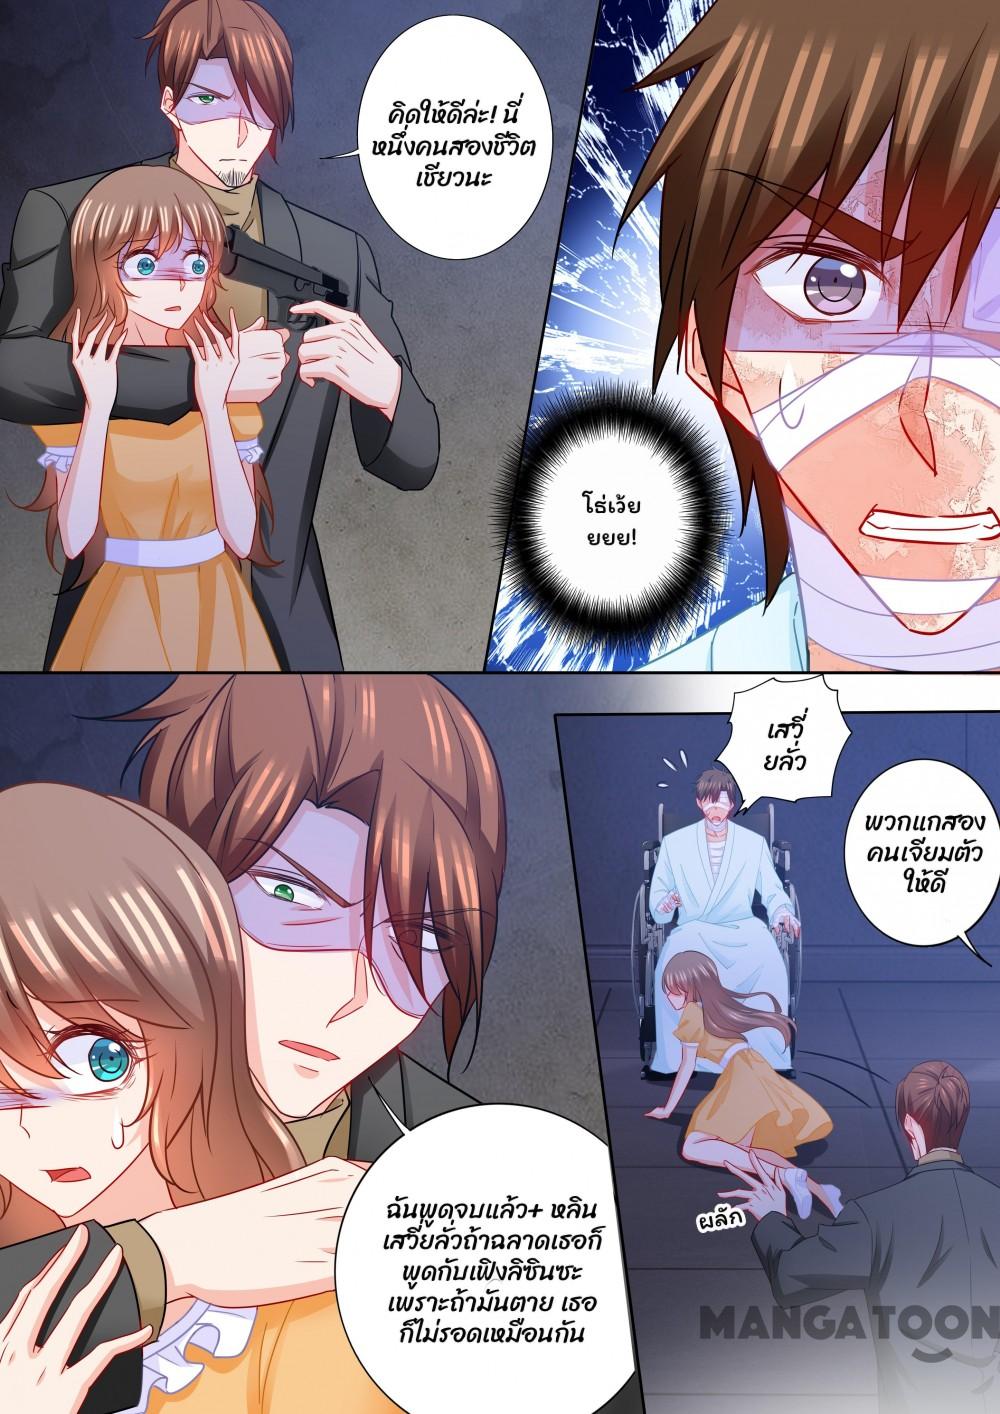 คิดให้ดีล่ะ! นี่
หนึ่งคนสองชีวิต
เชียวนะ
โธ่เว้ย
ยยย!
ฉันพูดจบแล้ว+ หลิน
เสวี่ยลั่วถ้าฉลาดเธอก็
พูดกับเฟิงลิซินซะ
เพราะถ้ามันตาย เธอ
ก็ไม่รอดเหมือนกัน
เสวี่
ยลั่ว
พวกแกสอง
คนเจียมตัว
ให้ดี
ผลัก
MANGATOON